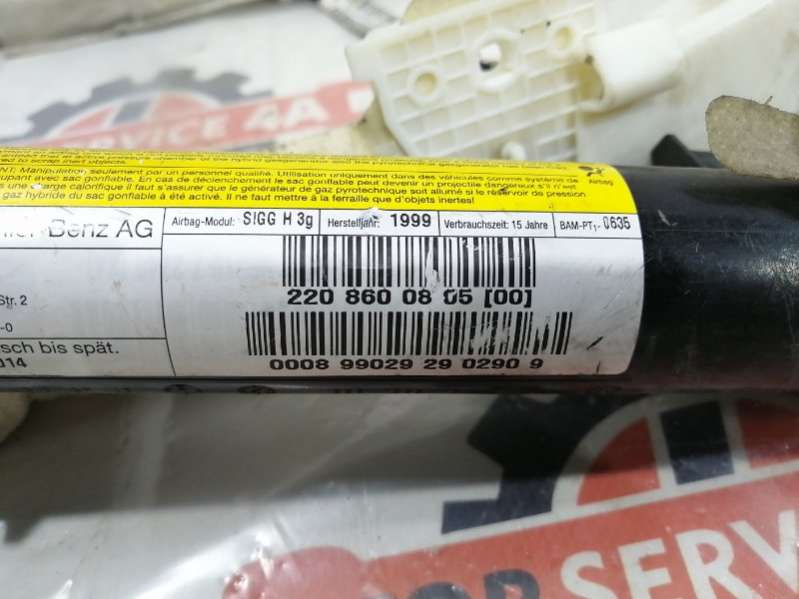 SERVICE 4A
NT: Manipulation seulement par un personnel qualifié. Utilisation uniquement dans des véhicules comme système de
upant avec sac gonflable. En cas de déclenchement le sac gonflable peut devenir un projectile dangereux s'il
une charge calorifique il faut s'assurer que le générateur de gaz pyrotechnique soit allumé si le réservoir de pression
gaz hybride du sac gonflable à été activé. Il ne faut mettre à la ferraille que d'objets inertes!
Airbag
Benz AG
Airbag-Modul: SIGG H 3g
Herstelljahr: 1999
Verbrauchszeit: 15 Jahre
BAM-PT1-0635
220 860 08 05 [00]
Str. 2
-0
0008 99029 29 0290 9
sch bis spät.
014
SERV